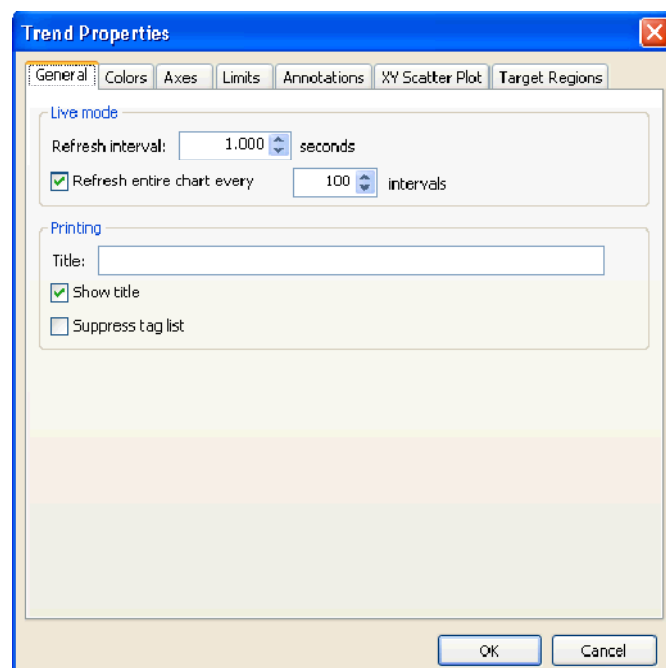 Trend Properties
General Colors Axes Limits Annotations XY Scatter Plot Target Regions
Live mode
Refresh interval: 1.000 seconds
Refresh entire chart every 100 intervals
Printing
Title:
Show title
Suppress tag list
OK Cancel